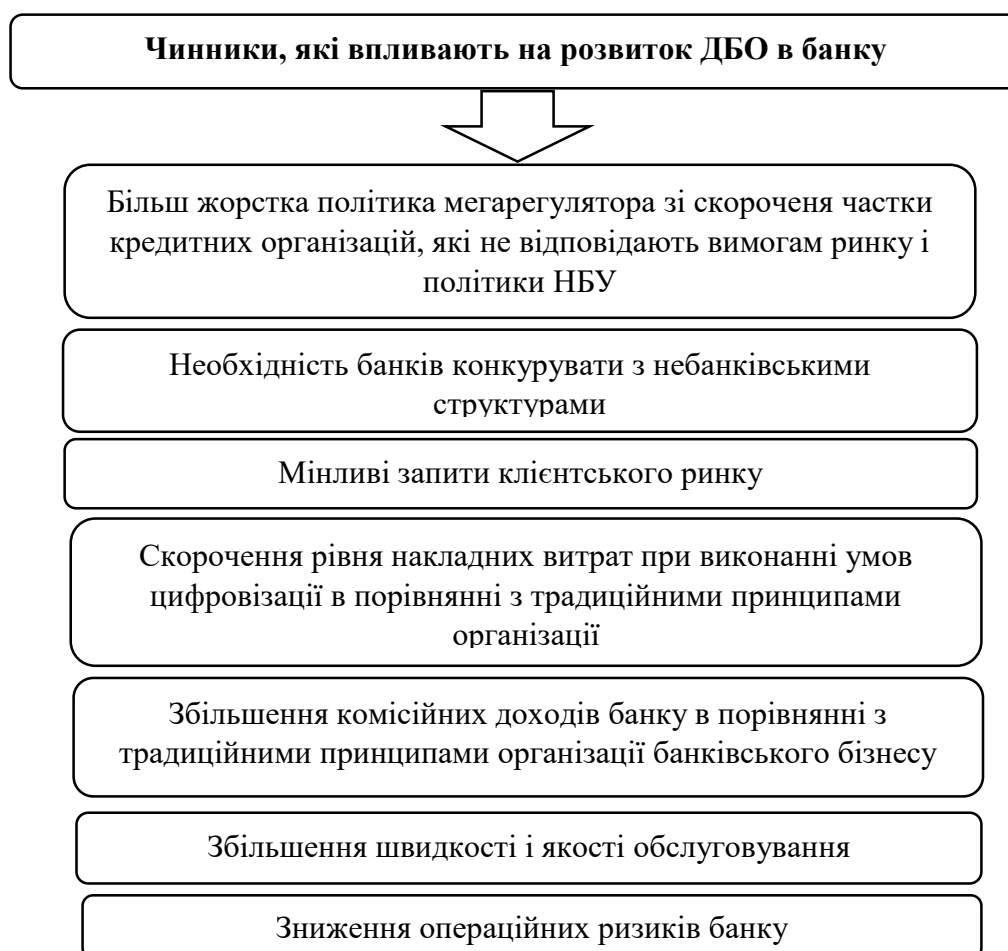 Чинники, які впливають на розвиток ДБО в банку
Більш жорстка політика мегарегулятора зі скороченя частки
кредитних організацій, які не відповідають вимогам ринку і
політики НБУ
Необхідність банків конкурувати з небанківськими
структурами
Мінливі запити клієнтського ринку
Скорочення рівня накладних витрат при виконанні умов
цифровізації в порівнянні з традиційними принципами
організації
Збільшення комісійних доходів банку в порівнянні з
традиційними принципами організації банківського бізнесу
Збільшення швидкості і якості обслуговування
Зниження операційних ризиків банку